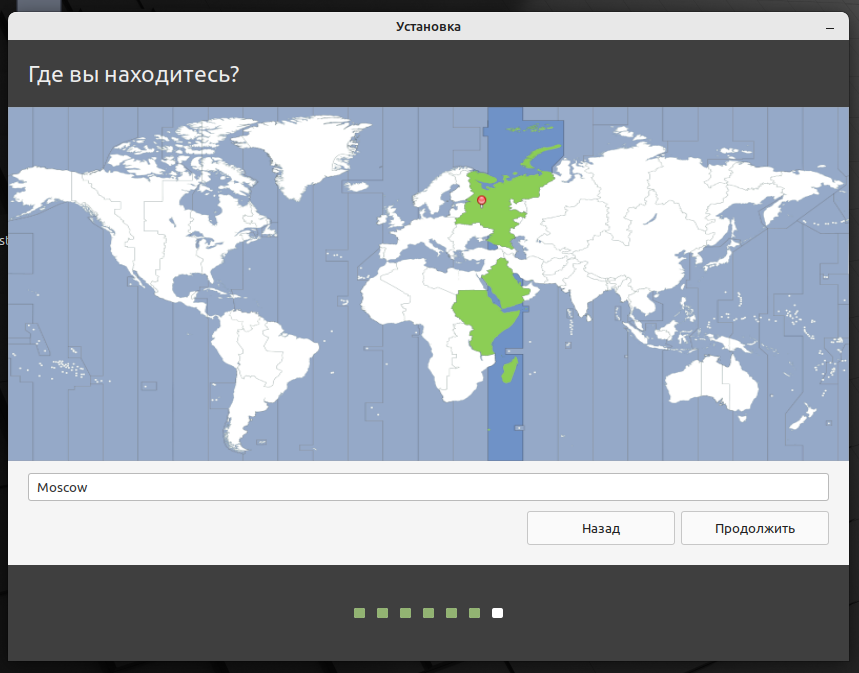 Установка
Где вы находитесь?
Moscow
Назад
Продолжить